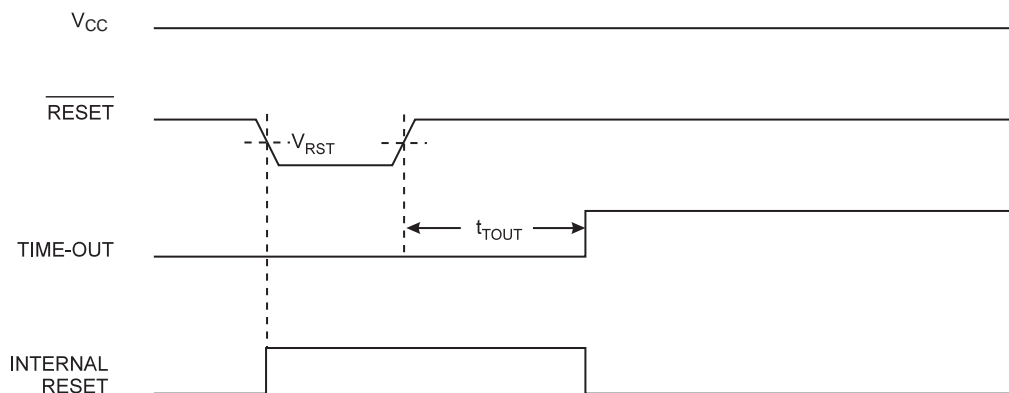 VCC
RESET
VRST
tTOUT
TIME-OUT
INTERNAL
RESET